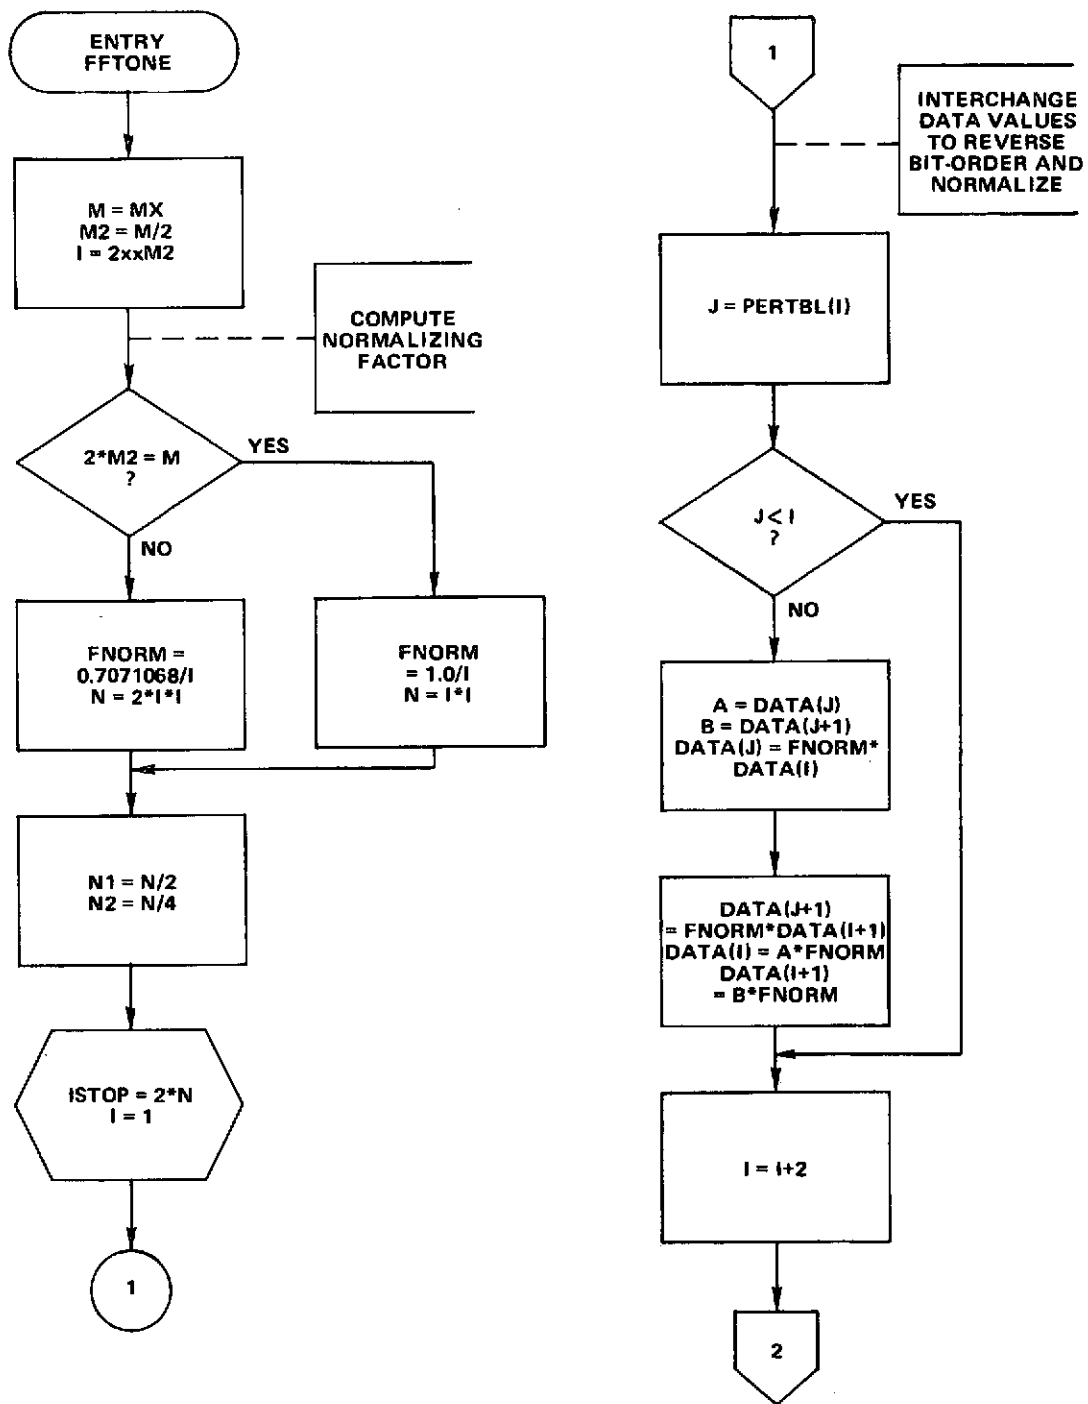 ENTRY
FFTONE
M = MX
M2 = M/2
I = 2xxM2
COMPUTE
NORMALIZING
FACTOR
2*M2 = M
?
YES
NO
FNORM =
0.7071068/I
N = 2*I*I
FNORM
= 1.0/I
N = I*I
N1 = N/2
N2 = N/4
ISTOP = 2*N
I = 1
1
1
INTERCHANGE
DATA VALUES
TO REVERSE
BIT-ORDER AND
NORMALIZE
J = PERTBL(I)
J < I
?
YES
NO
A = DATA(J)
B = DATA(J+1)
DATA(J) = FNORM*
DATA(I)
DATA(J+1)
= FNORM*DATA(I+1)
DATA(I) = A*FNORM
DATA(I+1)
= B*FNORM
I = I+2
2